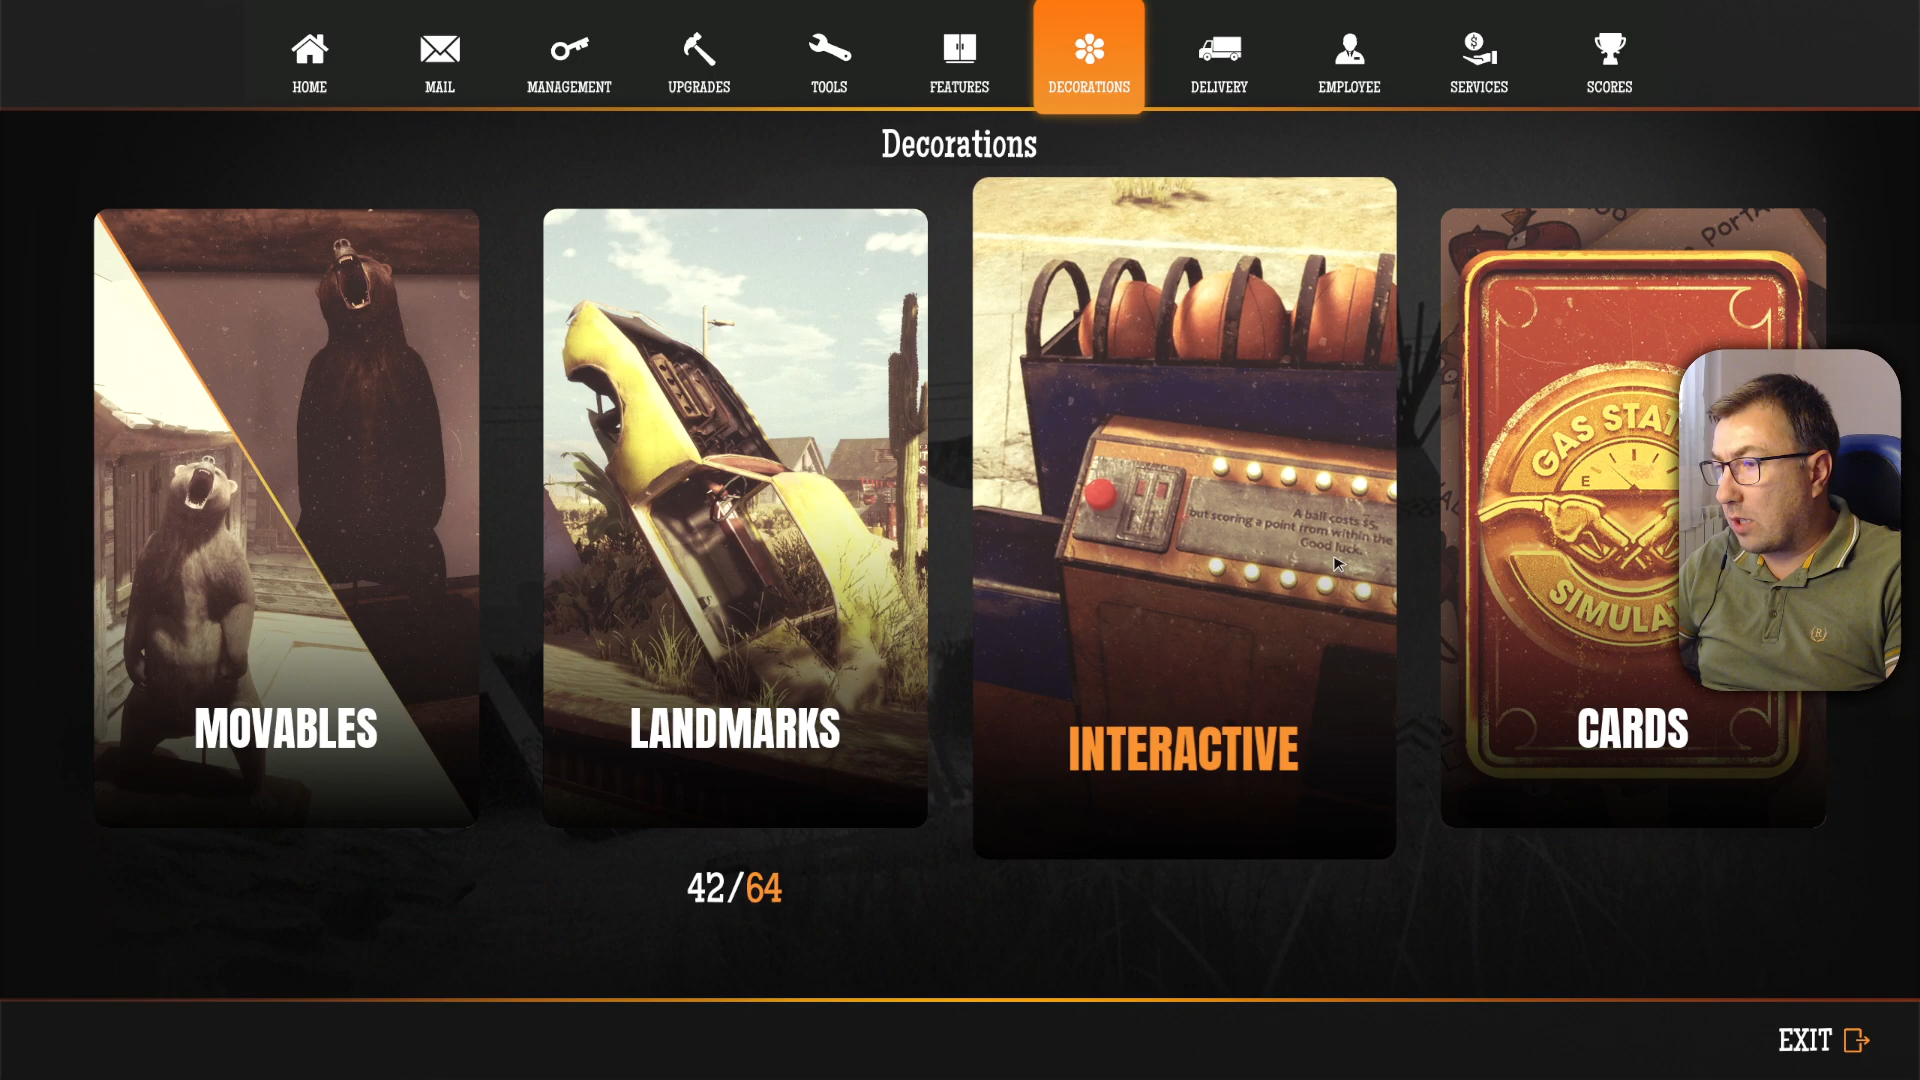 HOME
MAIL
MANAGEMENT
UPGRADES
TOOLS
FEATURES
DECORATIONS
DELIVERY
EMPLOYEE
SERVICES
SCORES
Decorations
MOVABLES
LANDMARKS
A ball costs $5,
but scoring a point from within the
Good luck.
INTERACTIVE
GAS STAT
E
SIMULA
CARDS
42/64
EXIT